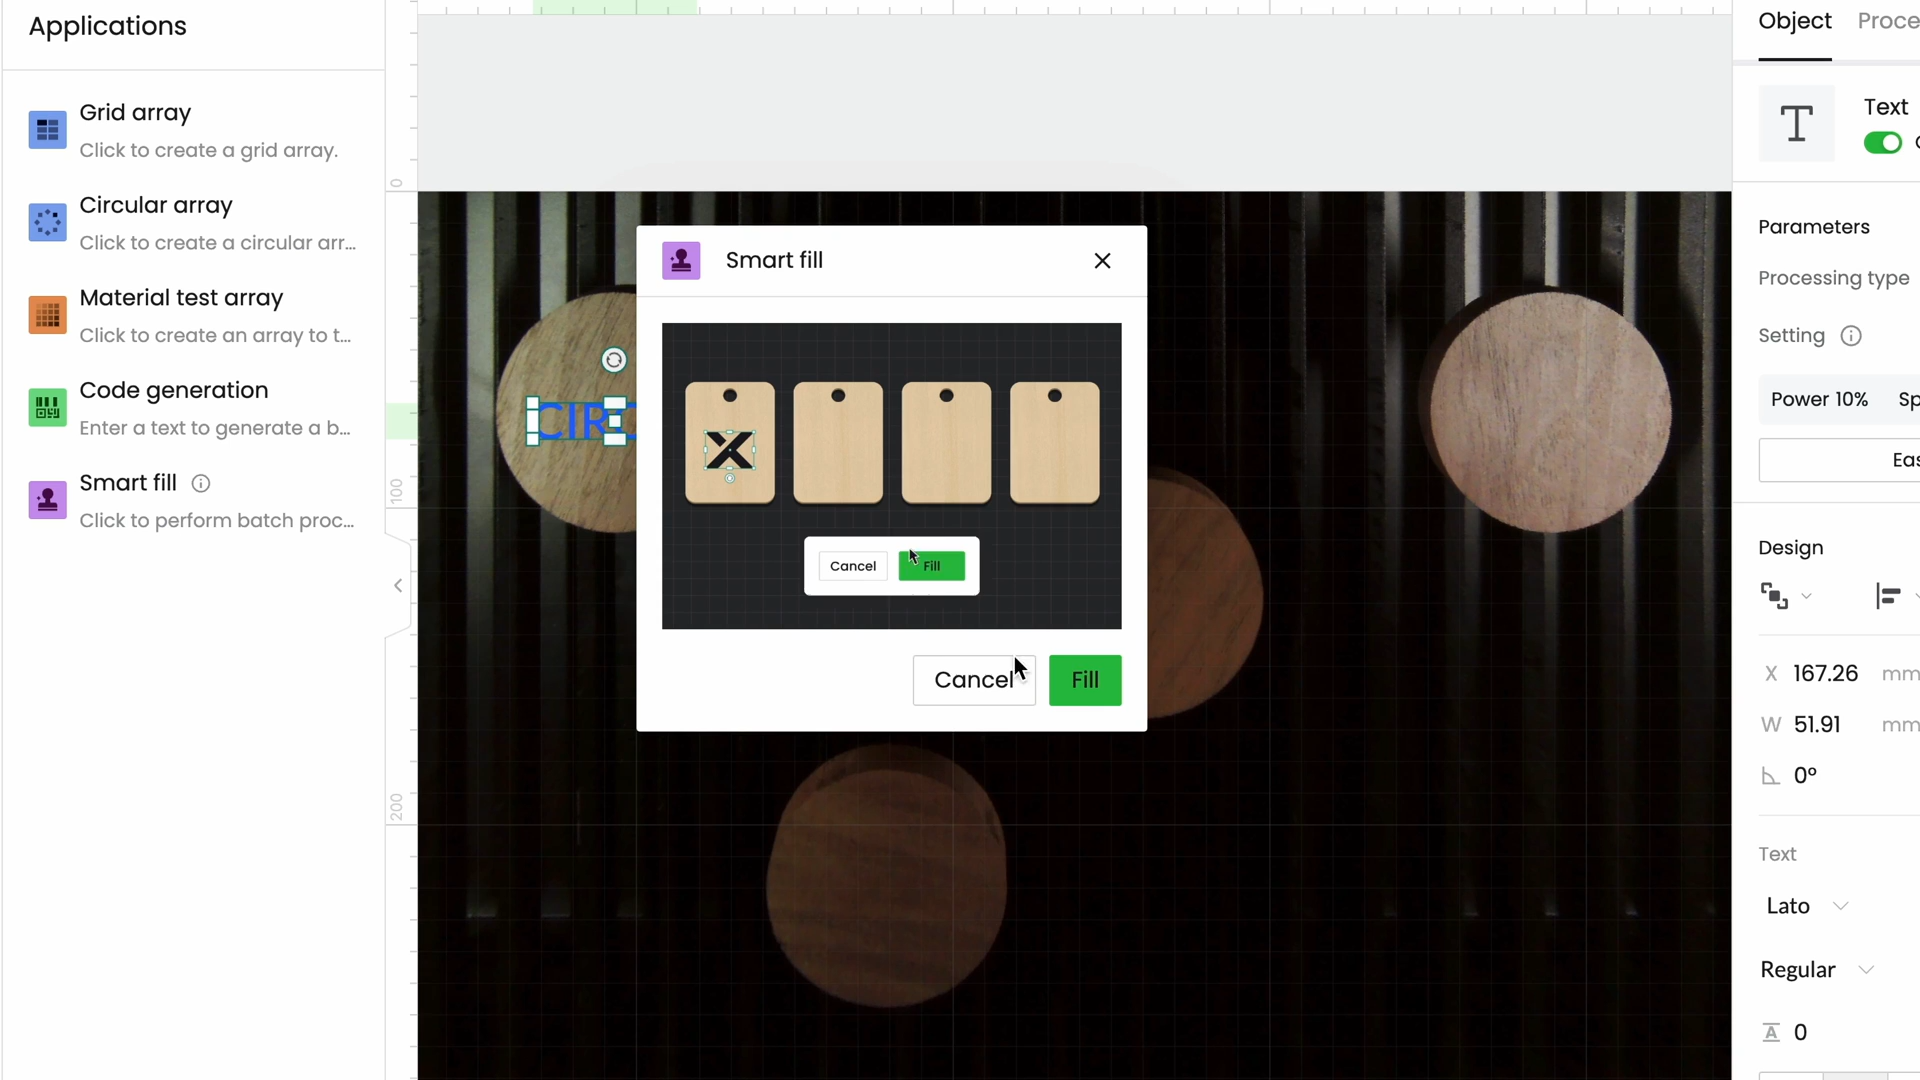 Applications
Grid array
Click to create a grid array.
Circular array
Click to create a circular arr...
Material test array
Click to create an array to t...
Code generation
Enter a text to generate a b...
Smart fill
Click to perform batch proc...
0
100
200
CIRC
Smart fill
Cancel
Fill
Cancel
Fill
Object
Proce
Text
Parameters
Processing type
Setting
Power 10%
Sp
Eas
Design
X 167.26 mm
W 51.91 mm
0°
Text
Lato
Regular
A 0